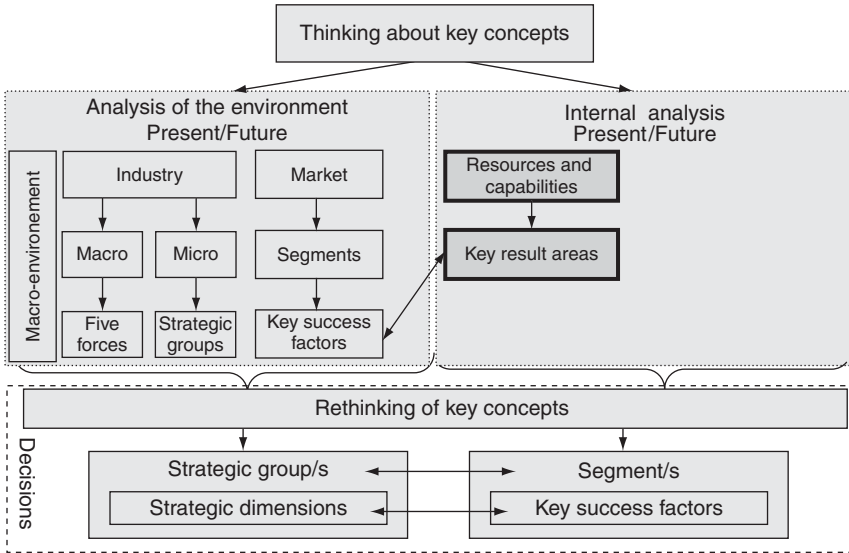 Thinking about key concepts
Analysis of the environment
Present/Future
Internal analysis
Present/Future
Macro-environement
Industry
Market
Resources and
capabilities
Macro
Micro
Segments
Key result areas
Five
forces
Strategic
groups
Key success
factors
Decisions
Rethinking of key concepts
Strategic group/s
Segment/s
Strategic dimensions
Key success factors